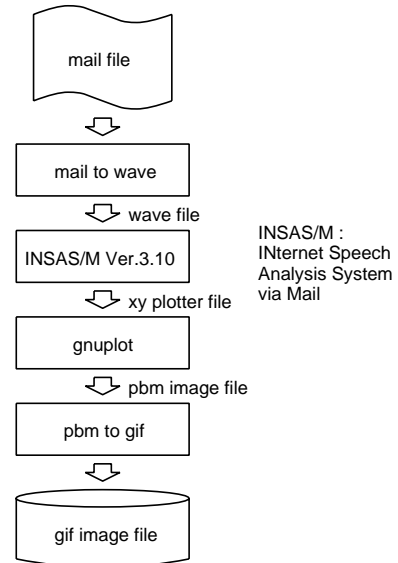 mail file
mail to wave
wave file
INSAS/M Ver.3.10
INSAS/M :
INternet Speech
Analysis System
via Mail
xy plotter file
gnuplot
pbm image file
pbm to gif
gif image file